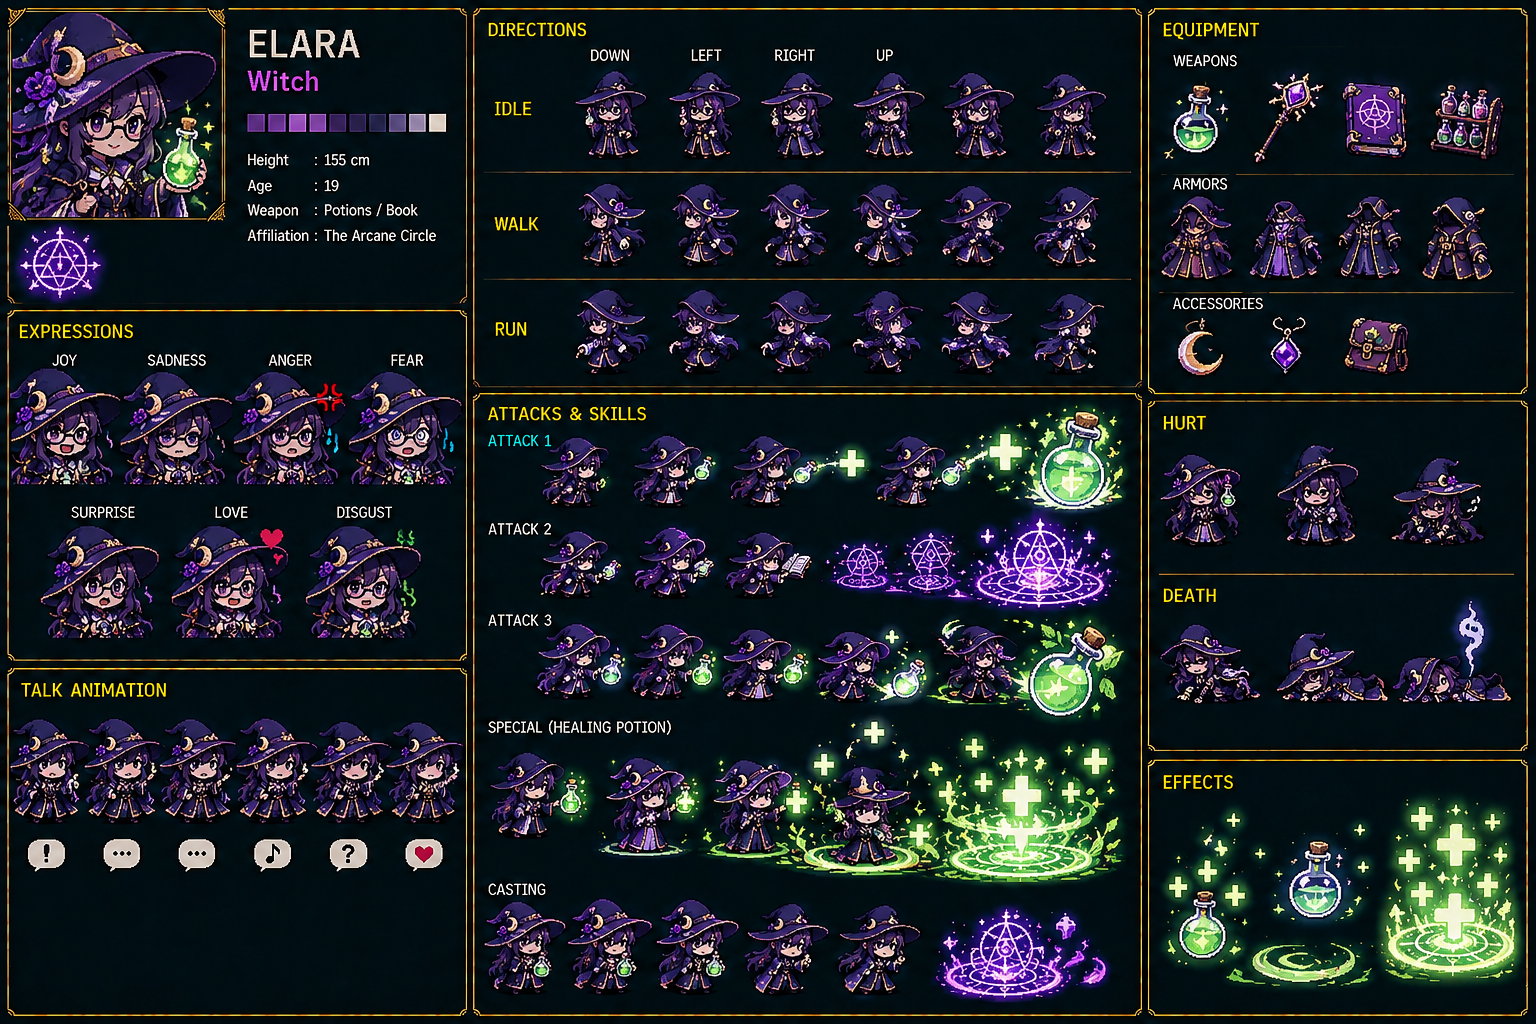 ELARA
Witch
Height : 155 cm
Age : 19
Weapon : Potions / Book
Affiliation : The Arcane Circle
EXPRESSIONS
JOY SADNESS ANGER FEAR
SURPRISE LOVE DISGUST
TALK ANIMATION
! ... ... ♪ ? ♥
DIRECTIONS
DOWN LEFT RIGHT UP
IDLE
WALK
RUN
ATTACKS & SKILLS
ATTACK 1
ATTACK 2
ATTACK 3
SPECIAL (HEALING POTION)
CASTING
EQUIPMENT
WEAPONS
ARMORS
ACCESSORIES
HURT
DEATH
EFFECTS